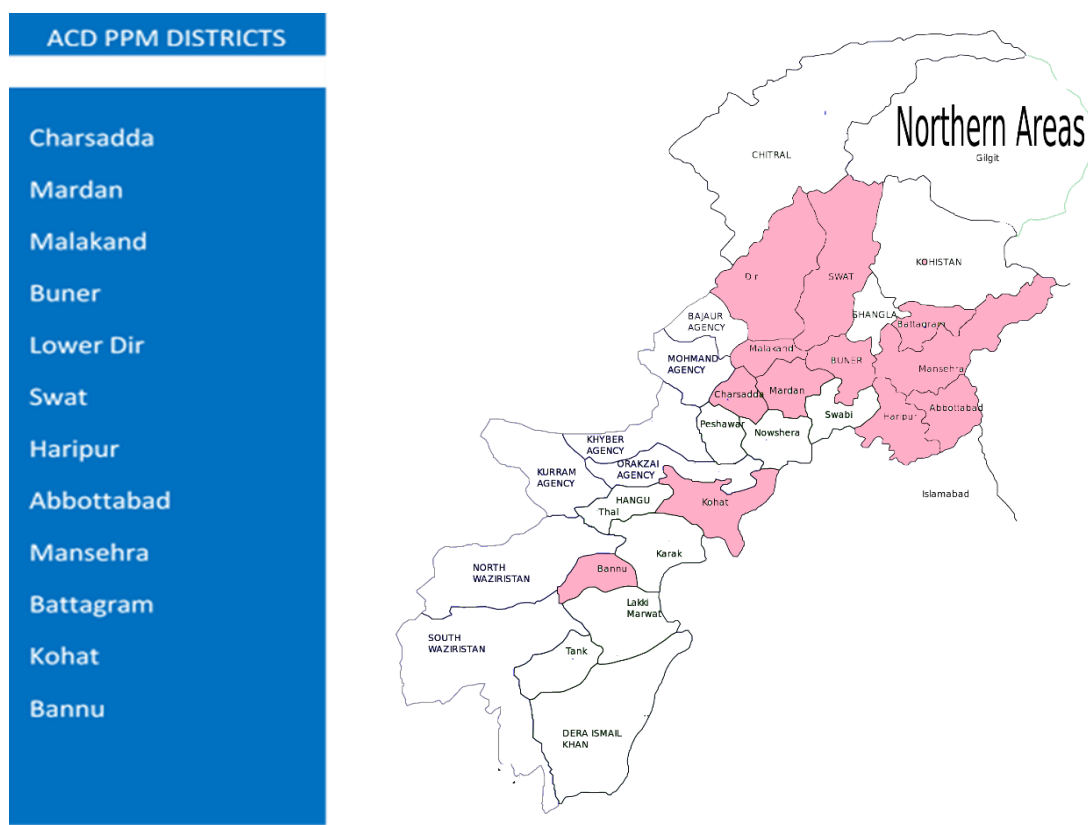 ACD PPM DISTRICTS
Charsadda
Mardan
Malakand
Buner
Lower Dir
Swat
Haripur
Abbottabad
Mansehra
Battagram
Kohat
Bannu
Northern Areas
Gilgit
CHITRAL
KOHISTAN
Dir
SWAT
SHANGLA
BAJAUR
AGENCY
Battagram
Malakand
BUNER
MOHMAND
AGENCY
Mansehra
Charsadda
Mardan
Swabi
Haripur
Abbottabad
Peshawar
Nowshera
KHYBER
AGENCY
ORAKZAI
AGENCY
KURRAM
AGENCY
HANGU
Thal
Kohat
Islamabad
Karak
NORTH
WAZIRISTAN
Bannu
Lakki
Marwat
SOUTH
WAZIRISTAN
Tank
DERA ISMAIL
KHAN